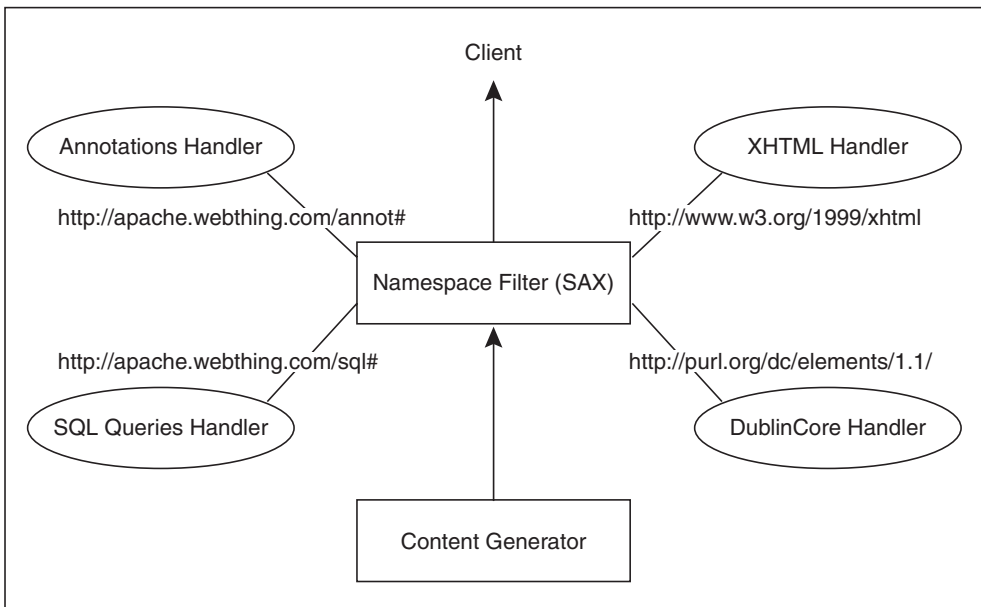 Client
Annotations Handler
XHTML Handler
http://apache.webthing.com/annot#
http://www.w3.org/1999/xhtml
Namespace Filter (SAX)
http://apache.webthing.com/sql#
http://purl.org/dc/elements/1.1/
SQL Queries Handler
DublinCore Handler
Content Generator